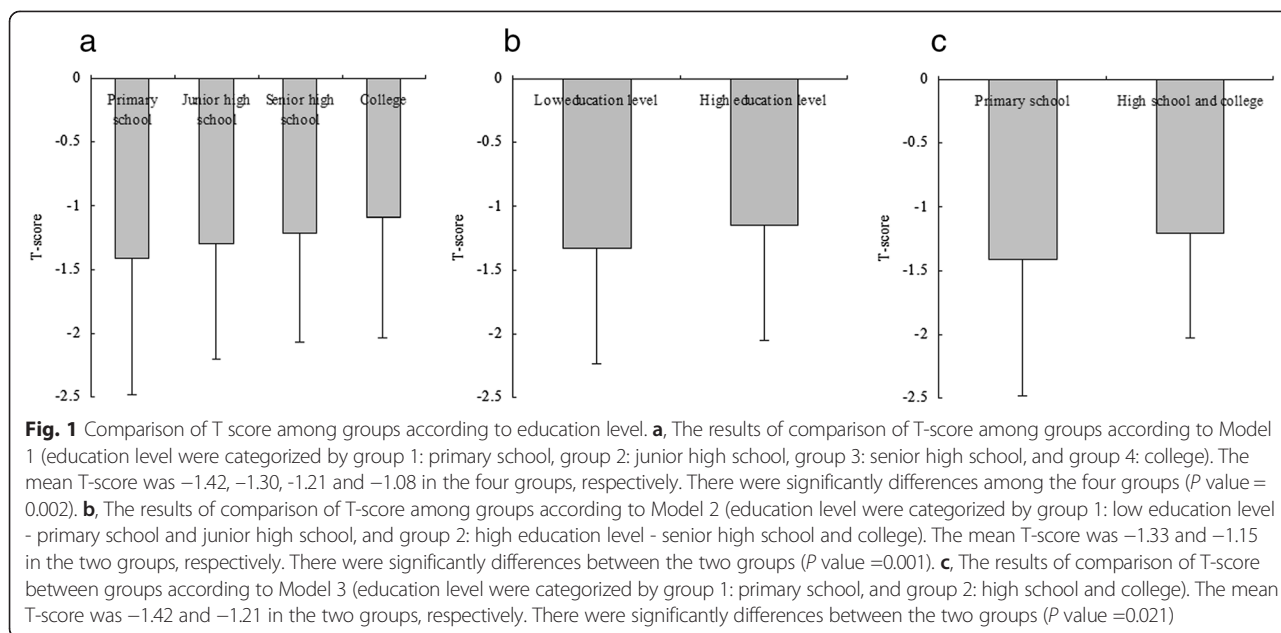 a
0
-0.5
-1
-1.5
-2
-2.5
T-score
Primary
school
Junior high
school
Senior high
school
College
b
0
-0.5
-1
-1.5
-2
-2.5
T-score
Low education level
High education level
c
0
-0.5
-1
-1.5
-2
-2.5
T-score
Primary school
High school and college
Fig. 1 Comparison of T score among groups according to education level. a, The results of comparison of T-score among groups according to Model
1 (education level were categorized by group 1: primary school, group 2: junior high school, group 3: senior high school, and group 4: college). The
mean T-score was −1.42, −1.30, -1.21 and −1.08 in the four groups, respectively. There were significantly differences among the four groups (P value =
0.002). b, The results of comparison of T-score among groups according to Model 2 (education level were categorized by group 1: low education level
- primary school and junior high school, and group 2: high education level - senior high school and college). The mean T-score was −1.33 and −1.15
in the two groups, respectively. There were significantly differences between the two groups (P value =0.001). c, The results of comparison of T-score
between groups according to Model 3 (education level were categorized by group 1: primary school, and group 2: high school and college). The mean
T-score was −1.42 and −1.21 in the two groups, respectively. There were significantly differences between the two groups (P value =0.021)